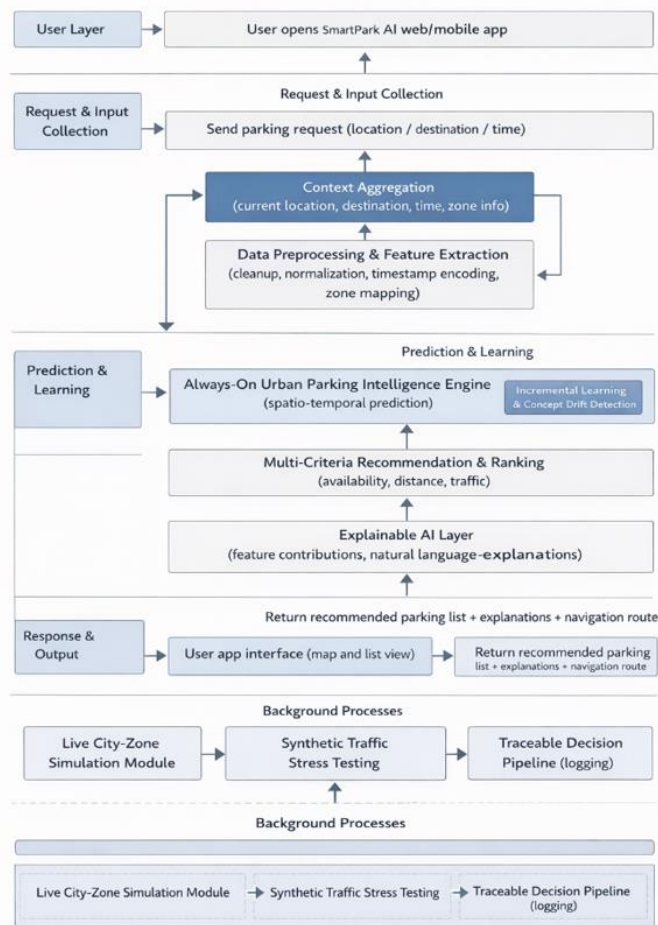 User Layer
User opens SmartPark AI web/mobile app
Request & Input Collection
Request & Input
Collection
Send parking request (location / destination / time)
Context Aggregation
(current location, destination, time, zone info)
Data Preprocessing & Feature Extraction
(cleanup, normalization, timestamp encoding,
zone mapping)
Prediction & Learning
Prediction &
Learning
Always-On Urban Parking Intelligence Engine
(spatio-temporal prediction)
Incremental Learning
& Concept Drift Detection
Multi-Criteria Recommendation & Ranking
(availability, distance, traffic)
Explainable AI Layer
(feature contributions, natural language-explanations)
Return recommended parking list + explanations + navigation route
Response &
Output
User app interface (map and list view)
Return recommended parking
list + explanations + navigation route
Background Processes
Live City-Zone
Simulation Module
Synthetic Traffic
Stress Testing
Traceable Decision
Pipeline (logging)
Background Processes
Live City-Zone Simulation Module
Synthetic Traffic Stress Testing
Traceable Decision Pipeline
(logging)